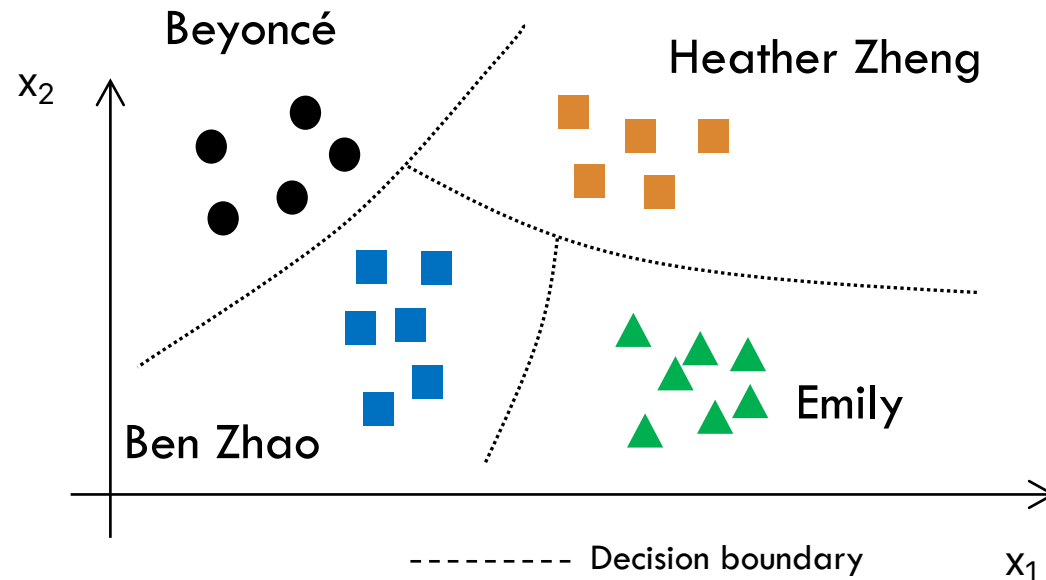 Beyoncé
Heather Zheng
x₂
Emily
Ben Zhao
Decision boundary
x₁